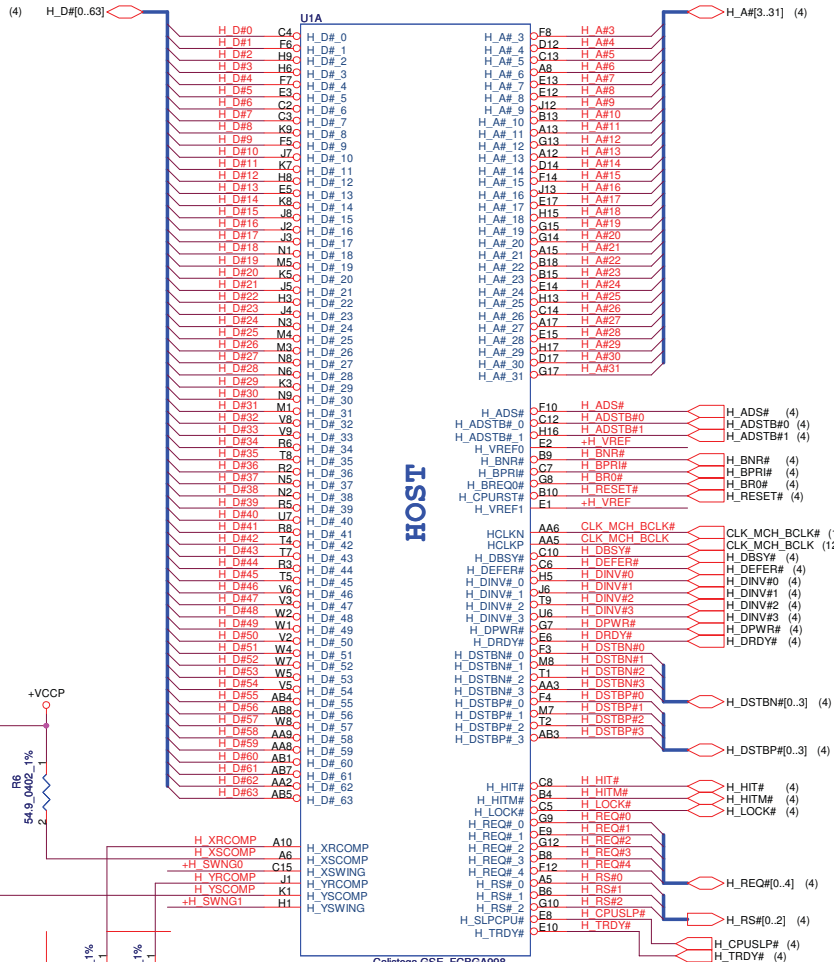 (4) H_D#[0..63]
U1A
H_A#[3..31] (4)
H_D#0 C4 H_D#_0 H_A#_3 F8 H_A#3
H_D#1 F6 H_D#_1 H_A#_4 D12 H_A#4
H_D#2 H9 H_D#_2 H_A#_5 C13 H_A#5
H_D#3 H6 H_D#_3 H_A#_6 A8 H_A#6
H_D#4 F7 H_D#_4 H_A#_7 E13 H_A#7
H_D#5 E3 H_D#_5 H_A#_8 E12 H_A#8
H_D#6 C2 H_D#_6 H_A#_9 J12 H_A#9
H_D#7 C3 H_D#_7 H_A#_10 B13 H_A#10
H_D#8 K9 H_D#_8 H_A#_11 A13 H_A#11
H_D#9 F5 H_D#_9 H_A#_12 G13 H_A#12
H_D#10 J7 H_D#_10 H_A#_13 A12 H_A#13
H_D#11 K7 H_D#_11 H_A#_14 D14 H_A#14
H_D#12 H8 H_D#_12 H_A#_15 F14 H_A#15
H_D#13 E5 H_D#_13 H_A#_16 J13 H_A#16
H_D#14 K8 H_D#_14 H_A#_17 E17 H_A#17
H_D#15 J8 H_D#_15 H_A#_18 H15 H_A#18
H_D#16 J2 H_D#_16 H_A#_19 G15 H_A#19
H_D#17 J3 H_D#_17 H_A#_20 G14 H_A#20
H_D#18 N1 H_D#_18 H_A#_21 A15 H_A#21
H_D#19 M5 H_D#_19 H_A#_22 B18 H_A#22
H_D#20 K5 H_D#_20 H_A#_23 B15 H_A#23
H_D#21 J5 H_D#_21 H_A#_24 E14 H_A#24
H_D#22 H3 H_D#_22 H_A#_25 H13 H_A#25
H_D#23 J4 H_D#_23 H_A#_26 C14 H_A#26
H_D#24 N3 H_D#_24 H_A#_27 A17 H_A#27
H_D#25 M4 H_D#_25 H_A#_28 E15 H_A#28
H_D#26 M3 H_D#_26 H_A#_29 H17 H_A#29
H_D#27 N8 H_D#_27 H_A#_30 D17 H_A#30
H_D#28 N6 H_D#_28 H_A#_31 G17 H_A#31
H_D#29 K3 H_D#_29
H_D#30 N9 H_D#_30
H_D#31 M1 H_D#_31 H_ADS# F10 H_ADS# H_ADS# (4)
H_D#32 V8 H_D#_32 H_ADSTB#_0 C12 H_ADSTB#0 H_ADSTB#0 (4)
H_D#33 V9 H_D#_33 H_ADSTB#_1 H16 H_ADSTB#1 H_ADSTB#1 (4)
H_D#34 R6 H_D#_34 H_VREF0 E2 +H_VREF
H_D#35 T8 H_D#_35 H_BNR# B9 H_BNR# H_BNR# (4)
H_D#36 R2 H_D#_36 H_BPRI# C7 H_BPRI# H_BPRI# (4)
H_D#37 N5 H_D#_37 H_BREQ0# G8 H_BR0# H_BR0# (4)
H_D#38 N2 H_D#_38 H_CPURST# B10 H_RESET# H_RESET# (4)
H_D#39 R5 H_D#_39 H_VREF1 E1 +H_VREF
HOST
H_D#40 U7 H_D#_40
H_D#41 R8 H_D#_41 HCLKN AA6 CLK_MCH_BCLK# CLK_MCH_BCLK# (1
H_D#42 T4 H_D#_42 HCLKP AA5 CLK_MCH_BCLK CLK_MCH_BCLK (12
H_D#43 T7 H_D#_43 H_DBSY# C10 H_DBSY# H_DBSY# (4)
H_D#44 R3 H_D#_44 H_DEFER# C6 H_DEFER# H_DEFER# (4)
H_D#45 T5 H_D#_45 H_DINV#_0 H5 H_DINV#0 H_DINV#0 (4)
H_D#46 V6 H_D#_46 H_DINV#_1 J6 H_DINV#1 H_DINV#1 (4)
H_D#47 V3 H_D#_47 H_DINV#_2 T9 H_DINV#2 H_DINV#2 (4)
H_D#48 W2 H_D#_48 H_DINV#_3 U6 H_DINV#3 H_DINV#3 (4)
H_D#49 W1 H_D#_49 H_DPWR# G7 H_DPWR# H_DPWR# (4)
H_D#50 V2 H_D#_50 H_DRDY# E6 H_DRDY# H_DRDY# (4)
H_D#51 W4 H_D#_51 H_DSTBN#_0 F3 H_DSTBN#0
H_D#52 W7 H_D#_52 H_DSTBN#_1 M8 H_DSTBN#1
H_D#53 W5 H_D#_53 H_DSTBN#_2 T1 H_DSTBN#2
H_D#54 V5 H_D#_54 H_DSTBN#_3 AA3 H_DSTBN#3
H_D#55 AB4 H_D#_55 H_DSTBP#_0 F4 H_DSTBP#0 H_DSTBN#[0..3] (4)
H_D#56 AB8 H_D#_56 H_DSTBP#_1 M7 H_DSTBP#1
H_D#57 W8 H_D#_57 H_DSTBP#_2 T2 H_DSTBP#2
H_D#58 AA9 H_D#_58 H_DSTBP#_3 AB3 H_DSTBP#3
H_D#59 AA8 H_D#_59 H_DSTBP#[0..3] (4)
H_D#60 AB1 H_D#_60
H_D#61 AB7 H_D#_61
H_D#62 AA2 H_D#_62 H_HIT# C8 H_HIT# H_HIT# (4)
H_D#63 AB5 H_D#_63 H_HITM# B4 H_HITM# H_HITM# (4)
H_LOCK# C5 H_LOCK# H_LOCK# (4)
+VCCP
R6
54.9_0402_1%
1
2
H_REQ#_0 G9 H_REQ#0
H_REQ#_1 E9 H_REQ#1
H_XRCOMP A10 H_XRCOMP H_REQ#_2 G12 H_REQ#2
H_XSCOMP A6 H_XSCOMP H_REQ#_3 B8 H_REQ#3
+H_SWNG0 C15 H_XSWING H_REQ#_4 F12 H_REQ#4
H_YRCOMP J1 H_YRCOMP H_RS#_0 A5 H_RS#0 H_REQ#[0..4] (4)
H_YSCOMP K1 H_YSCOMP H_RS#_1 B6 H_RS#1
+H_SWNG1 H1 H_YSWING H_RS#_2 G10 H_RS#2
H_SLPCPU# E8 H_CPUSLP# H_RS#[0..2] (4)
H_TRDY# E10 H_TRDY#
H_CPUSLP# (4)
H_TRDY# (4)
_1%
1
_1%
1
Calistoga GSE_FCBGA998